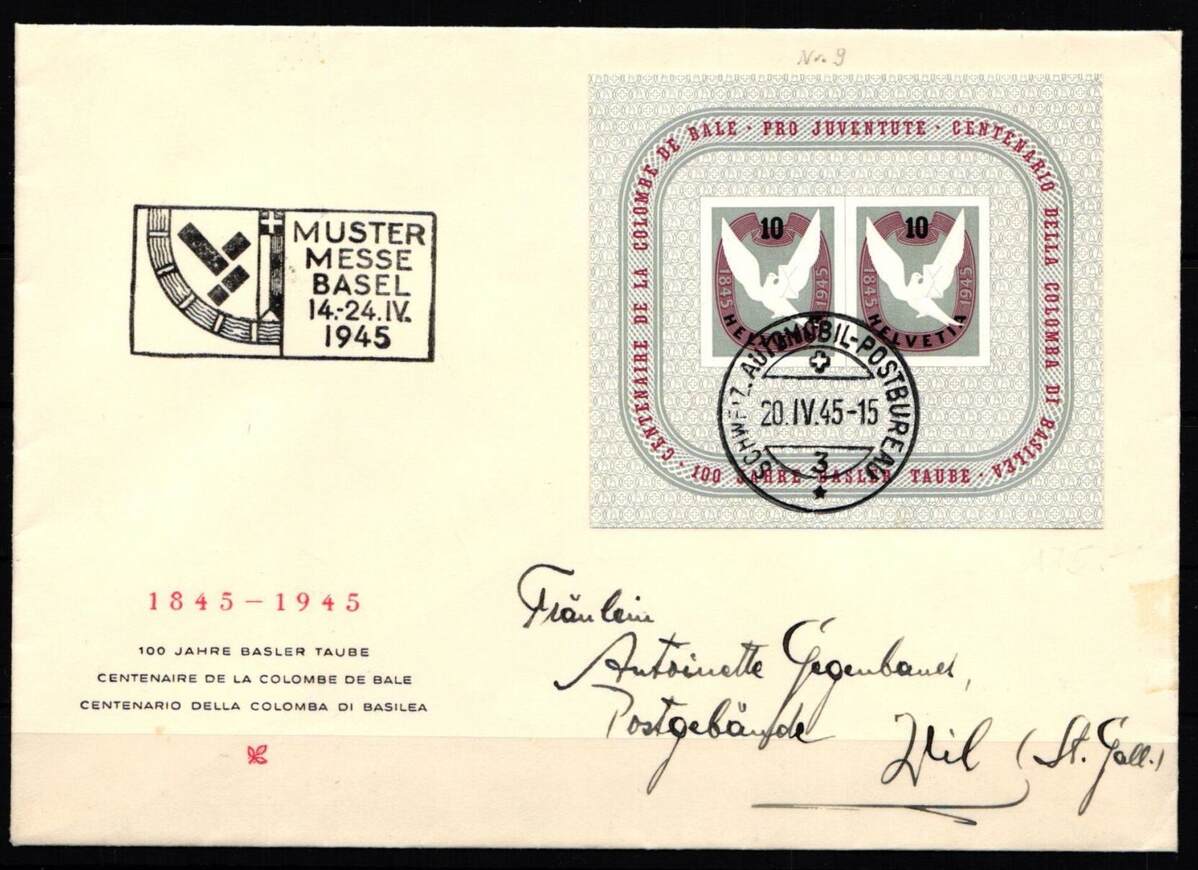 Nr. 9
CENTENAIRE DE LA COLOMBE DE BALE · PRO JUVENTUTE · CENTENARIO DELLA COLOMBA DI BASILEA · 100 JAHRE BASLER TAUBE ·
10 10
1845 1945 1845 1945
HELVETIA HELVETIA
SCHWEIZ. AUTOMOBIL-POSTBUREAU
20.IV.45-15
3
MUSTER
MESSE
BASEL
14.-24.IV.
1945
1845 – 1945
100 JAHRE BASLER TAUBE
CENTENAIRE DE LA COLOMBE DE BALE
CENTENARIO DELLA COLOMBA DI BASILEA
Fräulein
Antoinette Gegenbauer,
Postgebäude
Wil (St. Gall.)